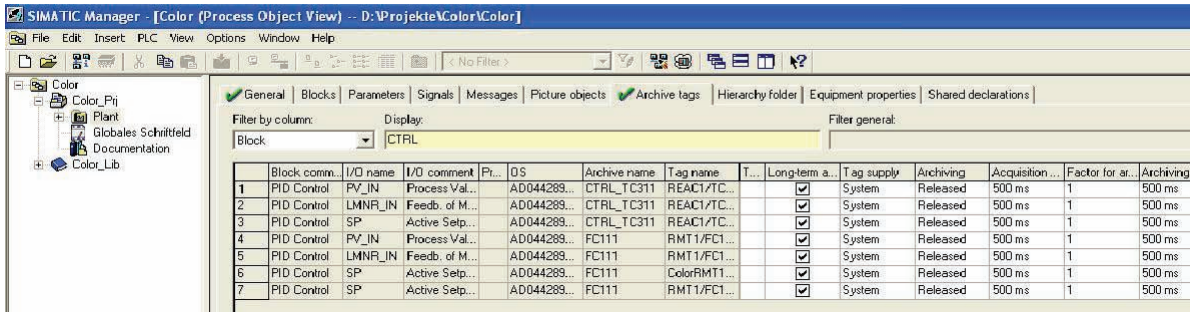 SIMATIC Manager - [Color (Process Object View) -- D:\Projekte\Color\Color]
File Edit Insert PLC View Options Window Help
< No Filter >
Color
Color_Prj
Plant
Globales Schriftfeld
Documentation
Color_Lib
General Blocks Parameters Signals Messages Picture objects Archive tags Hierarchy folder Equipment properties Shared declarations
Filter by column: Display: Filter general:
Block CTRL
Block comm... I/O name I/O comment Pr... OS Archive name Tag name T... Long-term a... Tag supply Archiving Acquisition ... Factor for ar... Archiving
1 PID Control PV_IN Process Val... AD044289... CTRL_TC311 REAC1/TC... System Released 500 ms 1 500 ms
2 PID Control LMNR_IN Feedb. of M... AD044289... CTRL_TC311 REAC1/TC... System Released 500 ms 1 500 ms
3 PID Control SP Active Setp... AD044289... CTRL_TC311 REAC1/TC... System Released 500 ms 1 500 ms
4 PID Control PV_IN Process Val... AD044289... FC111 RMT1/FC1... System Released 500 ms 1 500 ms
5 PID Control LMNR_IN Feedb. of M... AD044289... FC111 RMT1/FC1... System Released 500 ms 1 500 ms
6 PID Control SP Active Setp... AD044289... FC111 ColorRMT1... System Released 500 ms 1 500 ms
7 PID Control SP Active Setp... AD044289... FC111 RMT1/FC1... System Released 500 ms 1 500 ms